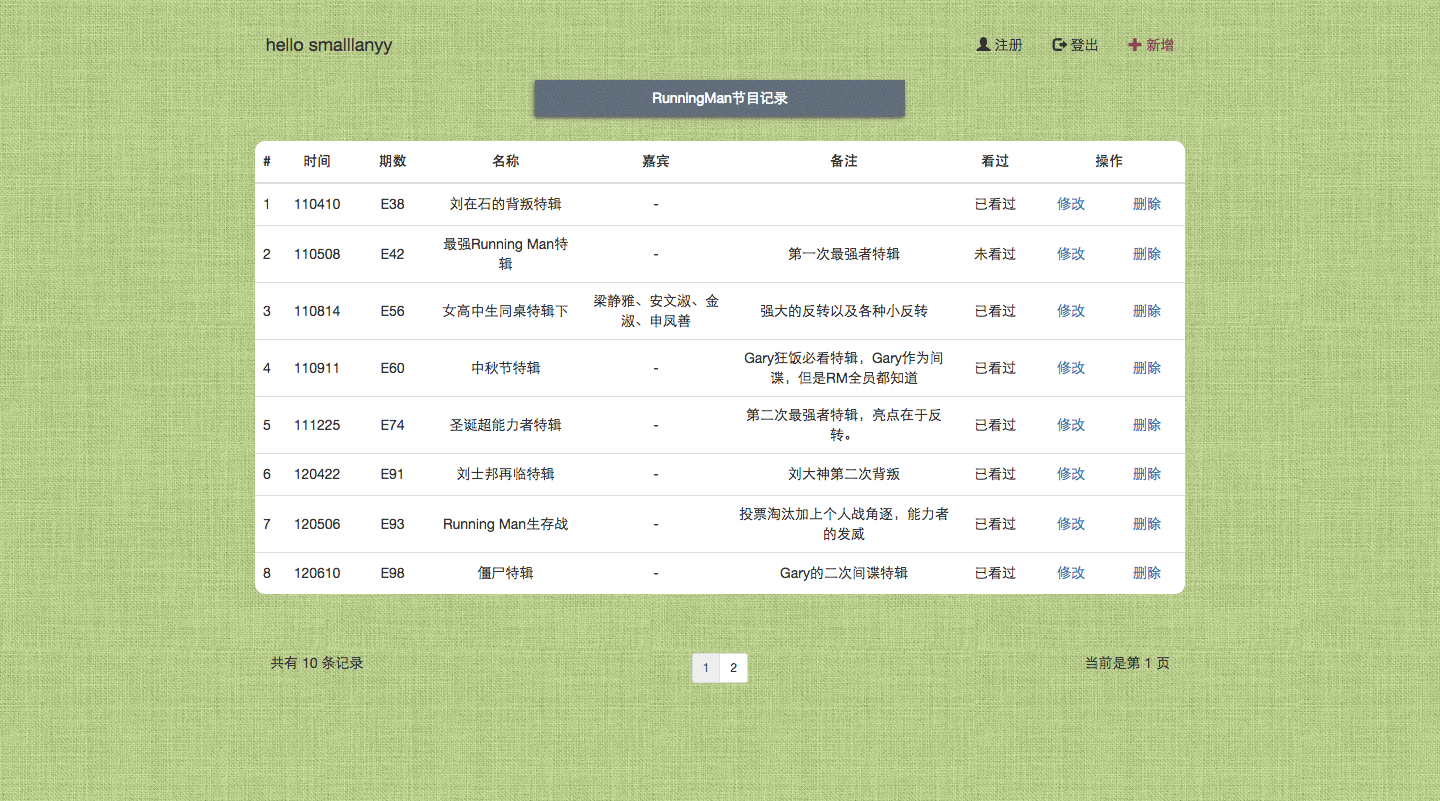 hello smalllanyy 注册 登出 新增
RunningMan节目记录
# 时间 期数 名称 嘉宾 备注 看过 操作
1 110410 E38 刘在石的背叛特辑 - 已看过 修改 删除
2 110508 E42 最强Running Man特
辑 - 第一次最强者特辑 未看过 修改 删除
3 110814 E56 女高中生同桌特辑下 梁静雅、安文淑、金
淑、申凤善 强大的反转以及各种小反转 已看过 修改 删除
4 110911 E60 中秋节特辑 - Gary狂饭必看特辑，Gary作为间
谍，但是RM全员都知道 已看过 修改 删除
5 111225 E74 圣诞超能力者特辑 - 第二次最强者特辑，亮点在于反
转。 已看过 修改 删除
6 120422 E91 刘士邦再临特辑 - 刘大神第二次背叛 已看过 修改 删除
7 120506 E93 Running Man生存战 - 投票淘汰加上个人战角逐，能力者
的发威 已看过 修改 删除
8 120610 E98 僵尸特辑 - Gary的二次间谍特辑 已看过 修改 删除
共有 10 条记录 1 2 当前是第 1 页